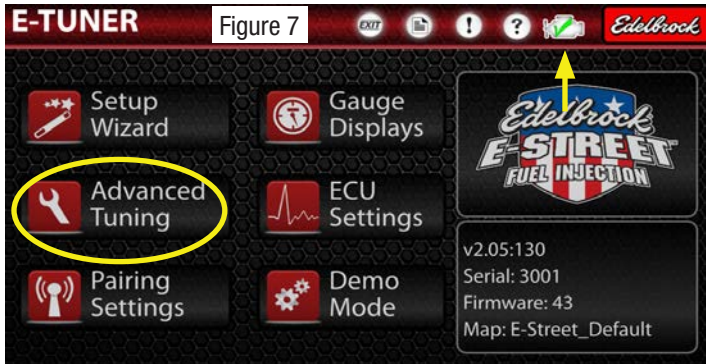 E-TUNER
Figure 7
EXIT
!
?
Edelbrock
Setup
Wizard
Gauge
Displays
Advanced
Tuning
ECU
Settings
Pairing
Settings
Demo
Mode
Edelbrock
E-STREET
FUEL INJECTION
v2.05:130
Serial: 3001
Firmware: 43
Map: E-Street_Default